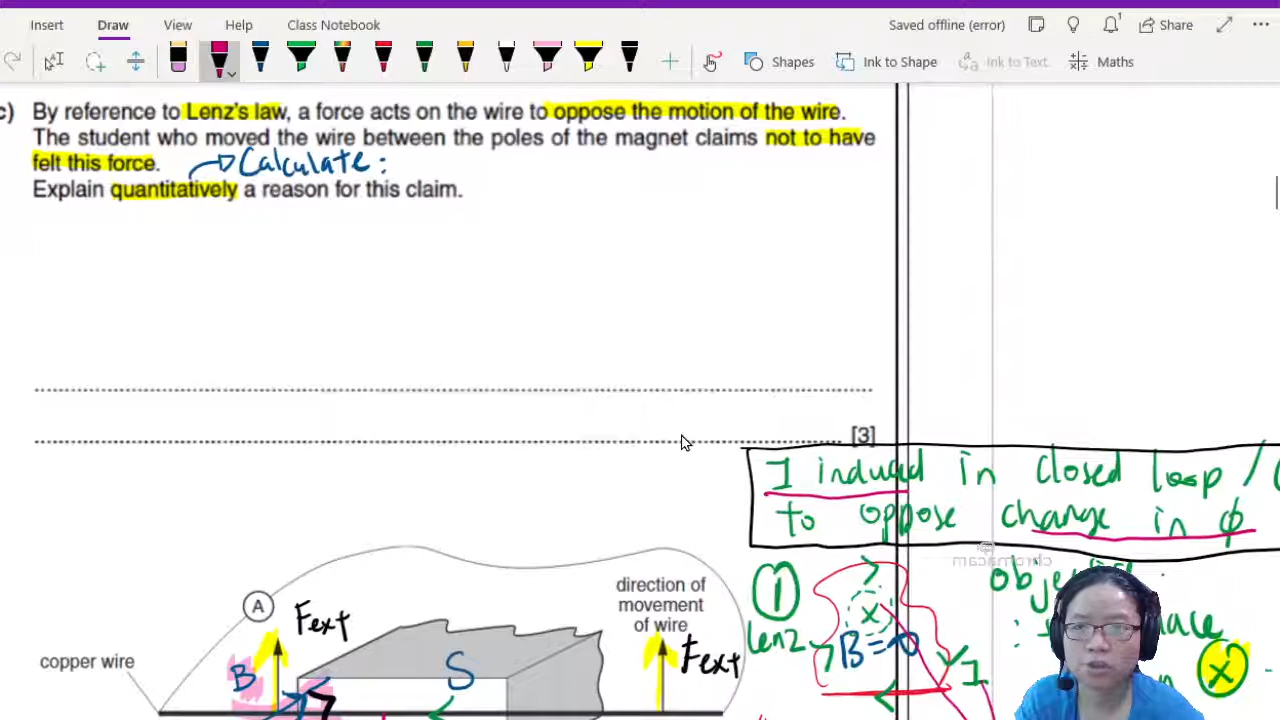 Insert Draw View Help Class Notebook Saved offline (error) Share
Shapes Ink to Shape Ink to Text Maths
c) By reference to Lenz's law, a force acts on the wire to oppose the motion of the wire.
The student who moved the wire between the poles of the magnet claims not to have
felt this force. Calculate :
Explain quantitatively a reason for this claim.
[3]
I induced in closed loop /
to oppose change in φ
chromacam
A Fext
direction of
movement
of wire
Fext
copper wire
B
S
1
Lenz
X
B = 0
I
X